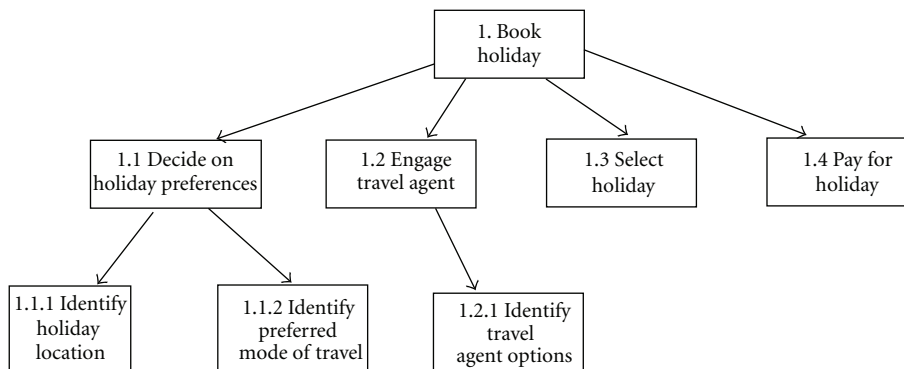 1. Book
holiday
1.1 Decide on
holiday preferences
1.2 Engage
travel agent
1.3 Select
holiday
1.4 Pay for
holiday
1.1.1 Identify
holiday
location
1.1.2 Identify
preferred
mode of travel
1.2.1 Identify
travel
agent options